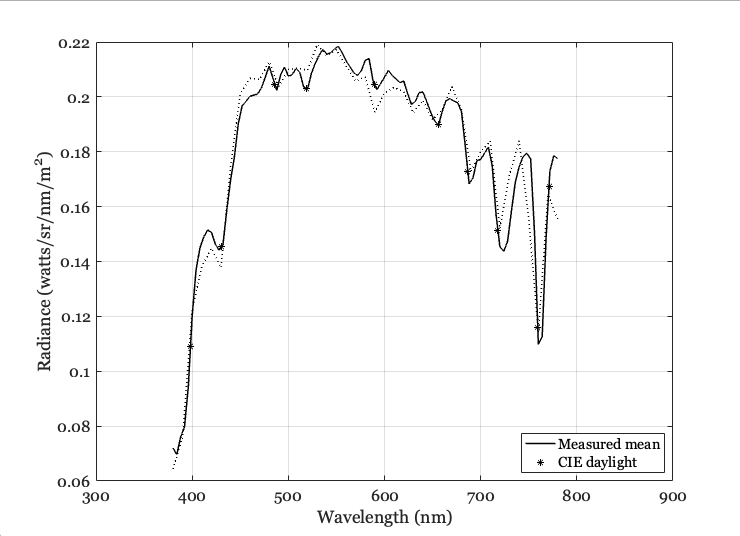 0.22
0.2
0.18
0.16
0.14
0.12
0.1
0.08
0.06
300 400 500 600 700 800 900
Radiance (watts/sr/nm/m²)
Wavelength (nm)
Measured mean
CIE daylight